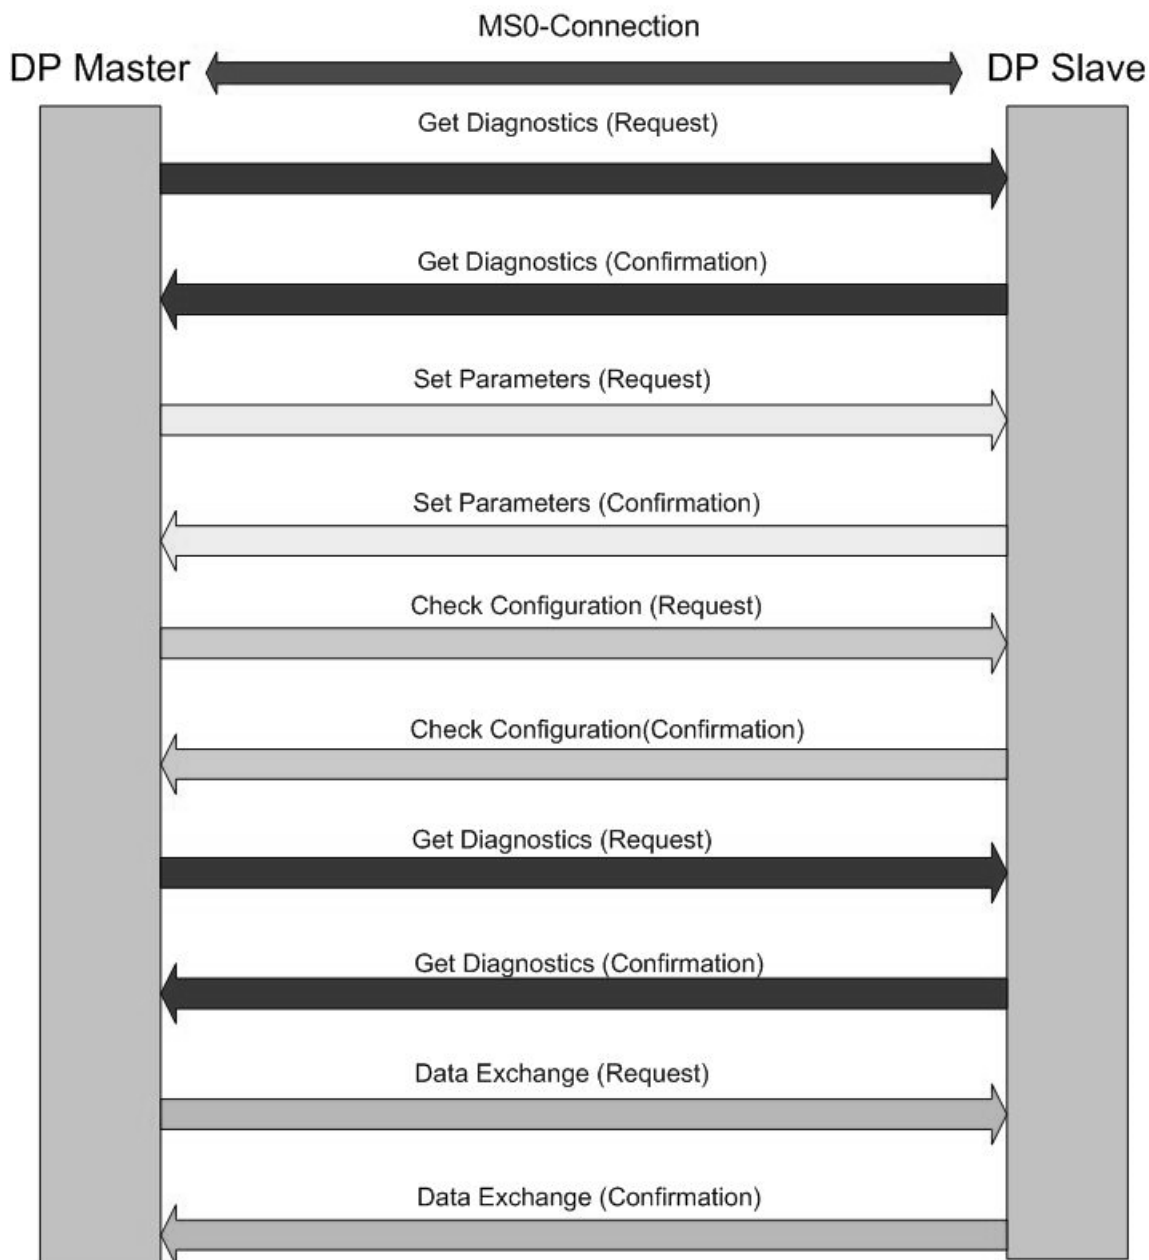 MS0-Connection
DP Master
DP Slave
Get Diagnostics (Request)
Get Diagnostics (Confirmation)
Set Parameters (Request)
Set Parameters (Confirmation)
Check Configuration (Request)
Check Configuration(Confirmation)
Get Diagnostics (Request)
Get Diagnostics (Confirmation)
Data Exchange (Request)
Data Exchange (Confirmation)